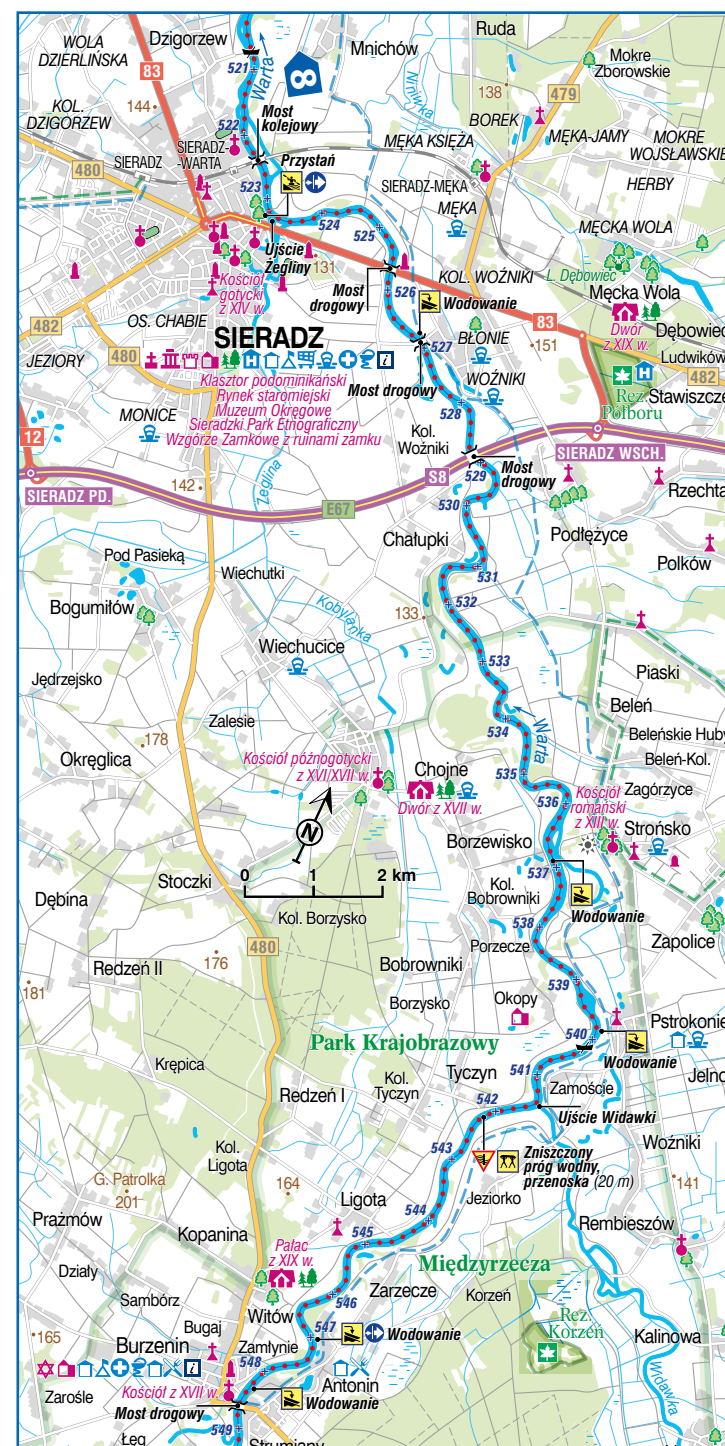 WOLA
DZIERLIŃSKA
Dzigorzew
Mnichów
Ruda
83
521
Warta
8
Mokre
Zborowskie
138
479
KOL.
DZIGORZEW
144
522
Most
kolejowy
BOREK
MĘKA-JAMY
MOKRE
WOJSŁAWSKIE
SIERADZ-
-WARTA
MĘKA KSIĘŻA
480
SIERADZ
Przystań
SIERADZ-MĘKA
HERBY
523
MĘKA
524
MĘCKA WOLA
525
Ujście
Żegliny
131
L. Dębowiec
Kościół
gotycki
z XIV w.
Most
drogowy
526
KOL. WOŹNIKI
Męcka Wola
Wodowanie
Dwór
z XIX w.
OS. CHABIE
482
83
Dębowiec
SIERADZ
527
BŁONIE
151
480
JEZIORY
Ludwików
482
Klasztor podominikański
Rynek staromiejski
Muzeum Okręgowe
Sieradzki Park Etnograficzny
Wzgórze Zamkowe z ruinami zamku
Most drogowy
WOŹNIKI
Rez.
Półboru
Stawiszcze
MONICE
528
Kol.
Woźniki
12
SIERADZ WSCH.
Żeglina
142
S8
529
Most
drogowy
SIERADZ PD.
E67
530
Rzechta
Chałupki
Podłężyce
Polków
Pod Pasieką
Wiechutki
531
Bogumiłów
Kobylanka
133
532
Wiechucice
533
Piaski
Jędrzejsko
Beleń
Zalesie
534
Warta
Beleńskie Huby
178
Beleń-Kol.
Okręglica
Kościół późnogotycki
z XVI/XVII w.
Chojne
535
Kościół
romański
z XIII w.
Zagórzyce
536
Dwór z XVII w.
N
Strońsko
Borzewisko
537
0 1 2 km
Stoczki
Kol.
Bobrowniki
Wodowanie
Dębina
Kol. Borzysko
538
480
Porzecze
Zapolice
176
Redzeń II
Bobrowniki
539
181
Borzysko
Okopy
Pstrokonie
540
Park Krajobrazowy
Wodowanie
Krępica
Tyczyn
541
Jelno
Kol.
Tyczyn
Zamoście
Redzeń I
542
Ujście Widawki
Kol.
Ligota
543
Zniszczony
próg wodny,
przenoska (20 m)
Woźniki
G. Patrolka
201
164
141
Jeziorko
Prażmów
Ligota
544
Rembieszów
Kopanina
545
Pałac
z XIX w.
Międzyrzecza
Działy
Zarzecze
Korzeń
Sambórz
546
Rez.
Korzeń
Witów
Bugaj
165
547
Wodowanie
Kalinowa
Burzenin
Zamłynie
548
Antonin
Widawka
Kościół z XVII w.
Wodowanie
Zarośle
Most drogowy
549
Łęg
Strumiany